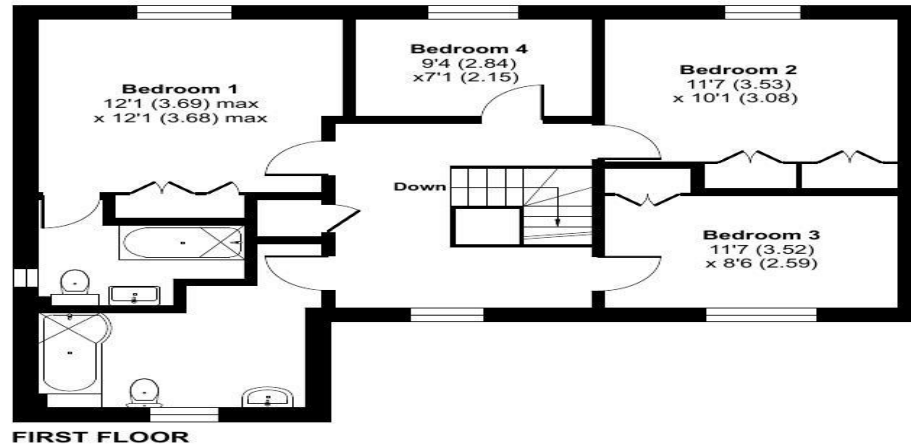 Bedroom 1
12'1 (3.69) max
x 12'1 (3.68) max
Bedroom 4
9'4 (2.84)
x7'1 (2.15)
Bedroom 2
11'7 (3.53)
x 10'1 (3.08)
Down
Bedroom 3
11'7 (3.52)
x 8'6 (2.59)
FIRST FLOOR